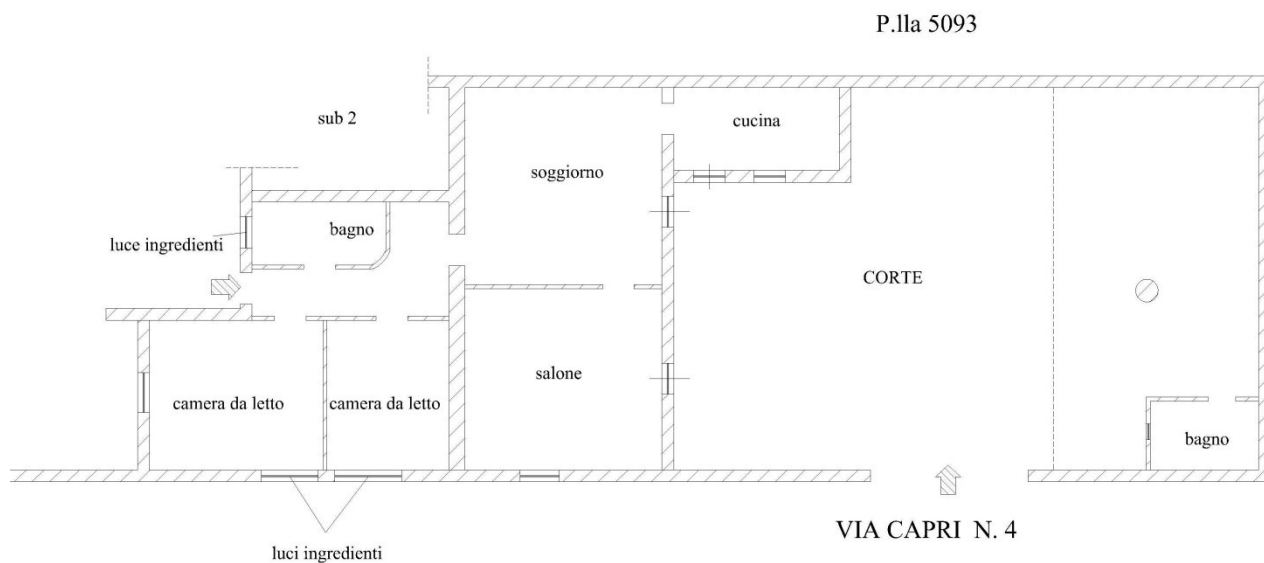 P.lla 5093
sub 2
cucina
soggiorno
bagno
luce ingredienti
CORTE
salone
camera da letto
camera da letto
bagno
VIA CAPRI N. 4
luci ingredienti